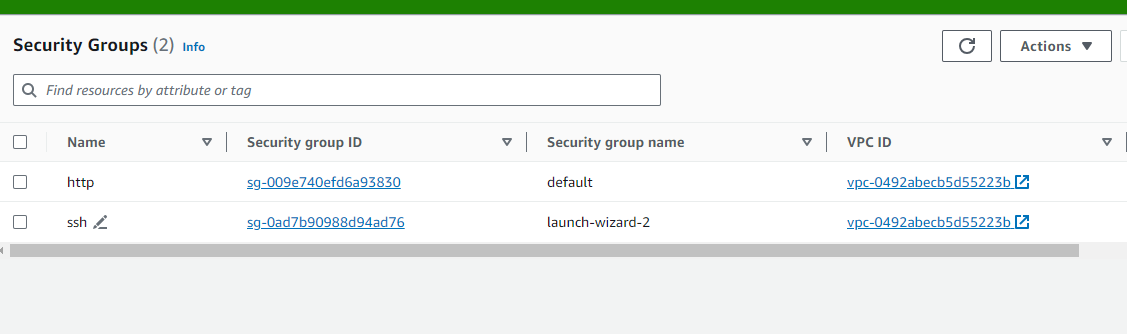 Security Groups (2) Info
Actions
Find resources by attribute or tag
Name Security group ID Security group name VPC ID
http sg-009e740efd6a93830 default vpc-0492abecb5d55223b
ssh sg-0ad7b90988d94ad76 launch-wizard-2 vpc-0492abecb5d55223b